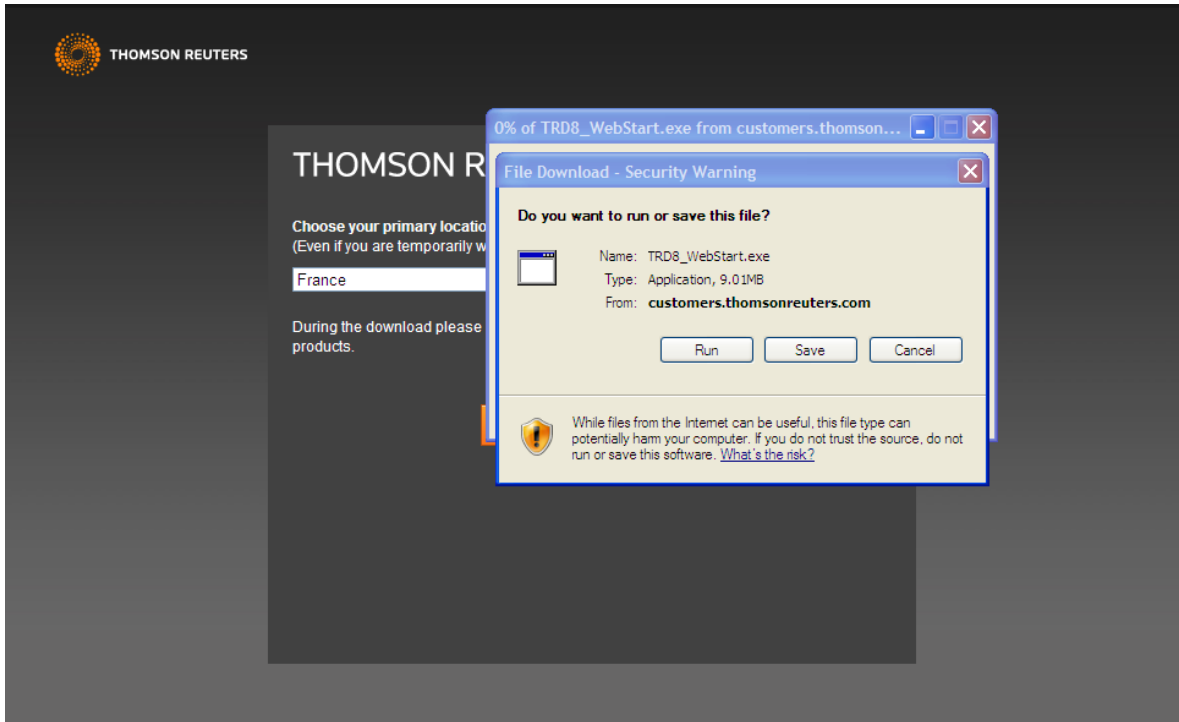 THOMSON REUTERS
0% of TRD8_WebStart.exe from customers.thomson...
THOMSON R
File Download - Security Warning
Choose your primary locatio
(Even if you are temporarily w
France
During the download please
products.
Do you want to run or save this file?
Name: TRD8_WebStart.exe
Type: Application, 9.01MB
From: customers.thomsonreuters.com
Run Save Cancel
While files from the Internet can be useful, this file type can
potentially harm your computer. If you do not trust the source, do not
run or save this software. What's the risk?